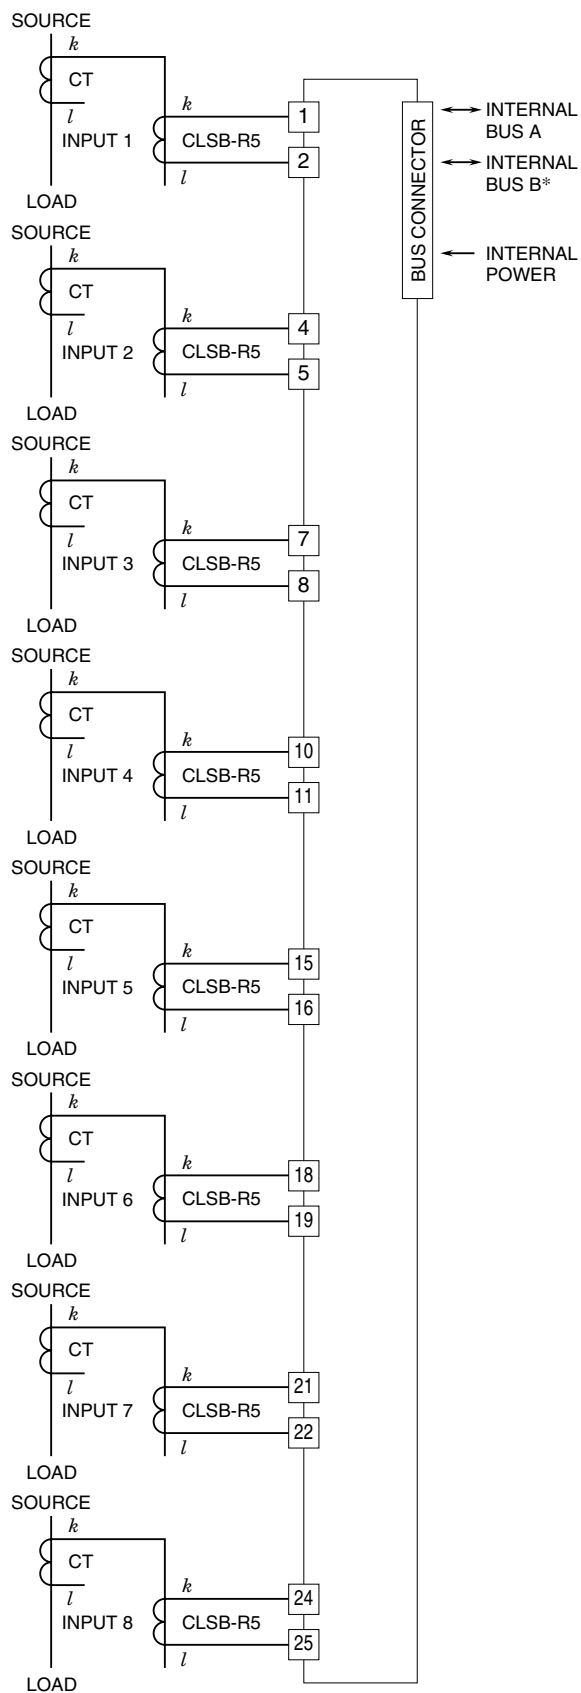 SOURCE
k
CT
l
INPUT 1
k
CLSB-R5
l
1
2
LOAD
BUS CONNECTOR
INTERNAL
BUS A
INTERNAL
BUS B*
INTERNAL
POWER
SOURCE
k
CT
l
INPUT 2
k
CLSB-R5
l
4
5
LOAD
SOURCE
k
CT
l
INPUT 3
k
CLSB-R5
l
7
8
LOAD
SOURCE
k
CT
l
INPUT 4
k
CLSB-R5
l
10
11
LOAD
SOURCE
k
CT
l
INPUT 5
k
CLSB-R5
l
15
16
LOAD
SOURCE
k
CT
l
INPUT 6
k
CLSB-R5
l
18
19
LOAD
SOURCE
k
CT
l
INPUT 7
k
CLSB-R5
l
21
22
LOAD
SOURCE
k
CT
l
INPUT 8
k
CLSB-R5
l
24
25
LOAD